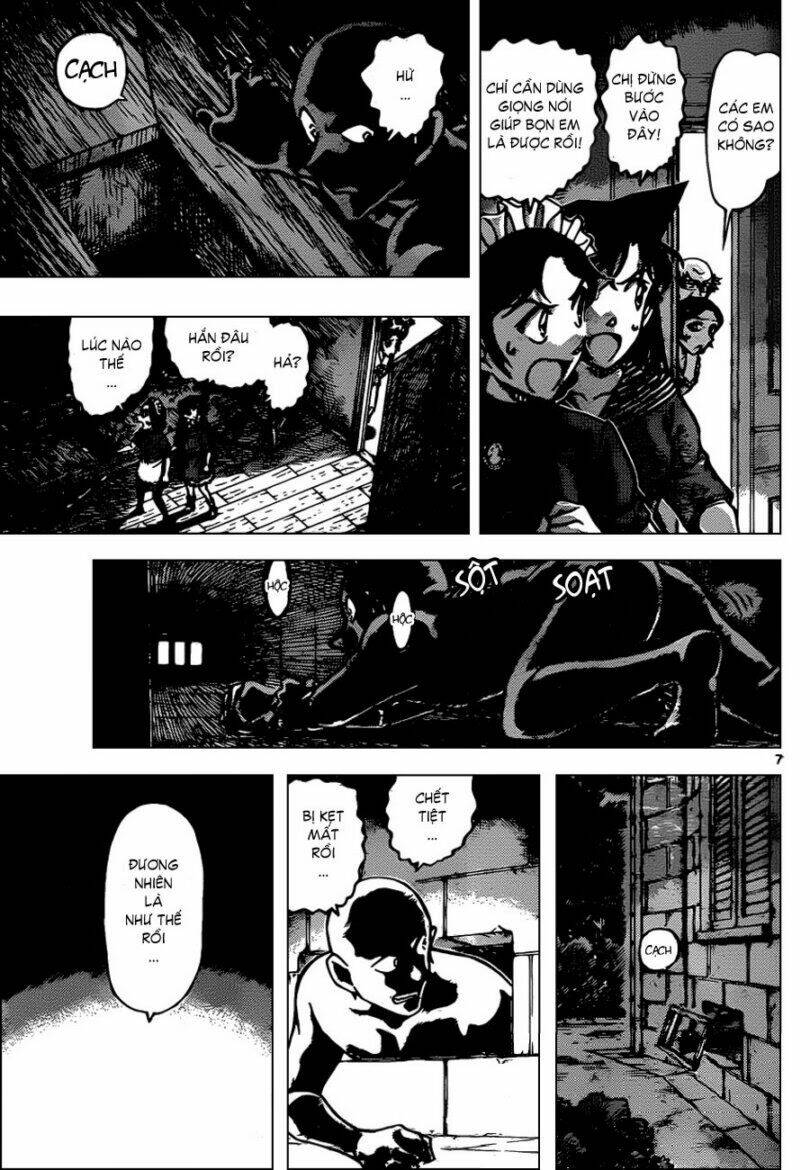 CÁC EM
CÓ SAO
KHÔNG?
CHỊ ĐỪNG
BƯỚC
VÀO
ĐÂY!
CHỈ CẦN DÙNG
GIỌNG NÓI
GIÚP BỌN EM
LÀ ĐƯỢC RỒI!
HỪ
...
CẠCH
HẢ?
HẮN ĐÂU
RỒI?
LÚC NÀO
THẾ
...
SỘT
SOẠT
HỘC
HỘC
7
CẠCH
CHẾT
TIỆT
...
BỊ KẸT
MẤT
RỒI
...
ĐƯƠNG
NHIÊN
LÀ
NHƯ THẾ
RỒI
...